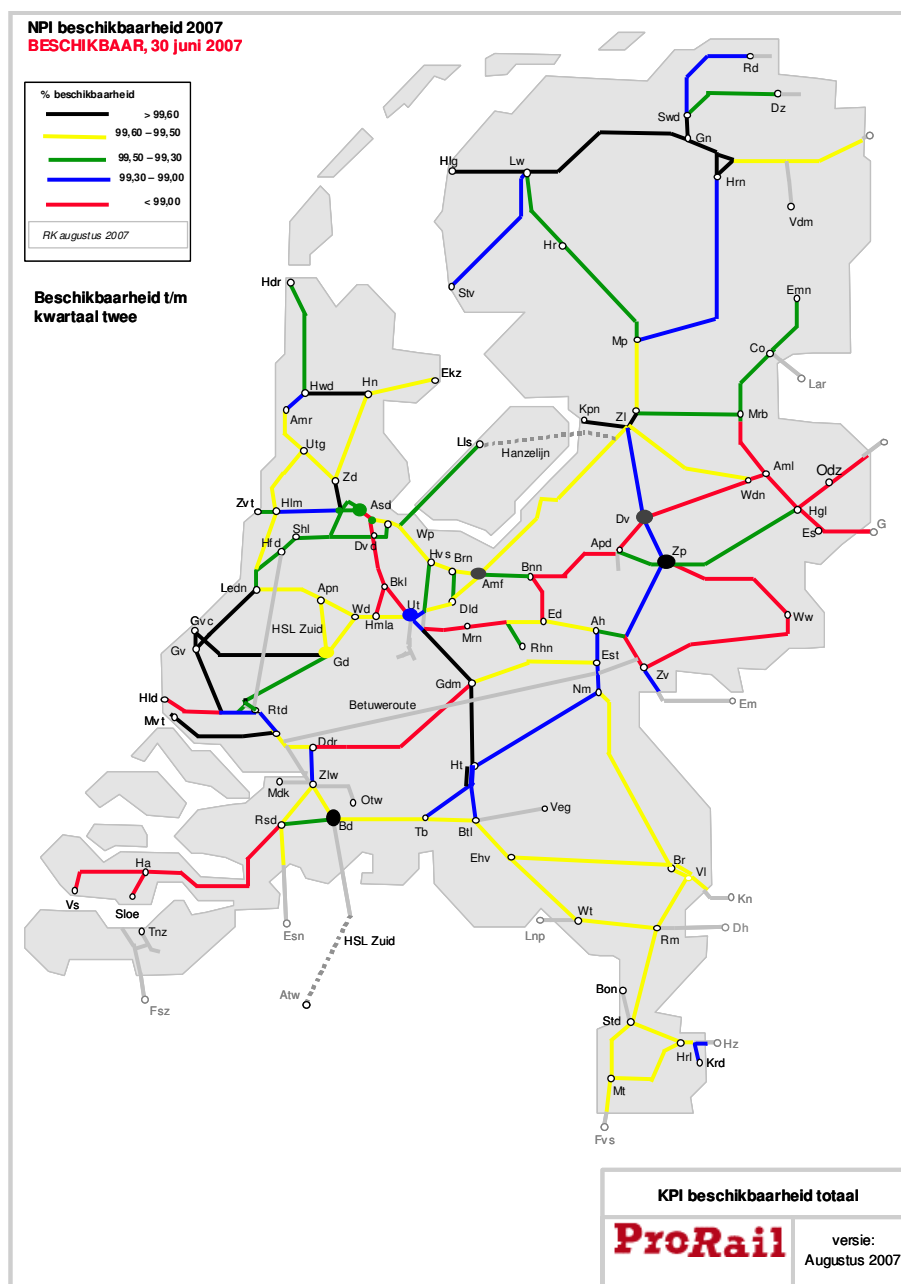 NPI beschikbaarheid 2007
BESCHIKBAAR, 30 juni 2007
% beschikbaarheid
> 99,60
99,60 – 99,50
99,50 – 99,30
99,30 – 99,00
< 99,00
RK augustus 2007
Beschikbaarheid t/m
kwartaal twee
Rd
Dz
Swd
Gn
Hlg
Lw
Hrn
Vdm
Hr
Stv
Hdr
Emn
Mp
Co
Lar
Ekz
Hn
Hwd
Amr
Kpn
Zl
Mrb
Utg
Lls
Hanzelijn
Zd
Aml
Wdn
Odz
Zvt
Hlm
Asd
Hgl
Shl
Wp
Dv
Es
G
Hfd
Dvd
Hvs
Brn
Apd
Zp
Ledn
Apn
Bkl
Amf
Bnn
Wd
Hmla
Ut
Dld
Gvc
HSL Zuid
Mrn
Ed
Ah
Ww
Gv
Gd
Rhn
Est
Zv
Hld
Gdm
Nm
Em
Mvt
Rtd
Betuweroute
Ddr
Ht
Zlw
Mdk
Otw
Veg
Rsd
Bd
Tb
Btl
Ehv
Br
Vl
Ha
Vs
Sloe
Kn
Wt
Tnz
Esn
HSL Zuid
Lnp
Rm
Dh
Fsz
Atw
Bon
Std
Hrl
Hz
Krd
Mt
Fvs
KPI beschikbaarheid totaal
ProRail
versie:
Augustus 2007